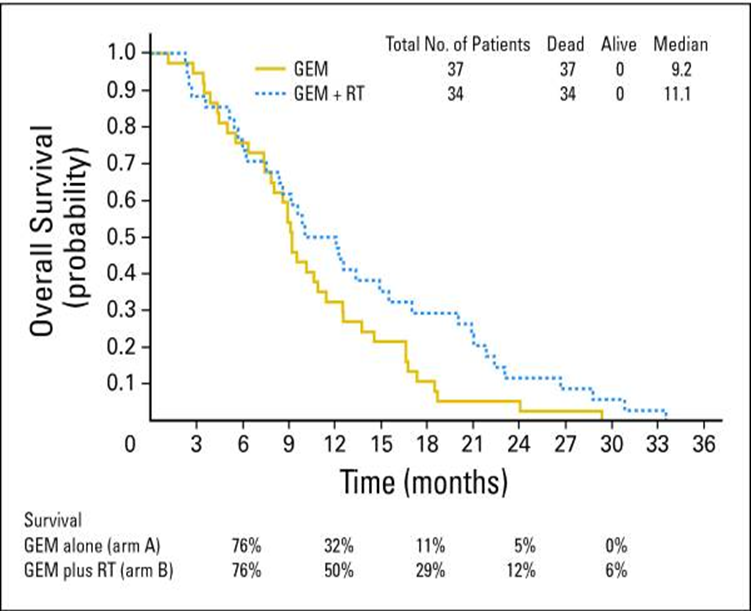 Total No. of Patients Dead Alive Median
GEM 37 37 0 9.2
GEM + RT 34 34 0 11.1
Overall Survival
(probability)
1.0
0.9
0.8
0.7
0.6
0.5
0.4
0.3
0.2
0.1
0 3 6 9 12 15 18 21 24 27 30 33 36
Time (months)
Survival
GEM alone (arm A) 76% 32% 11% 5% 0%
GEM plus RT (arm B) 76% 50% 29% 12% 6%